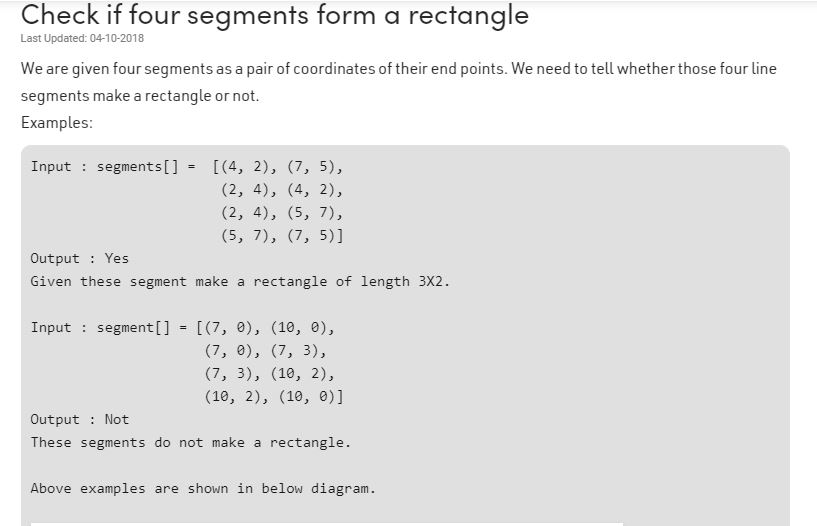 Check if four segments form a rectangle
Last Updated: 04-10-2018
We are given four segments as a pair of coordinates of their end points. We need to tell whether those four line
segments make a rectangle or not.
Examples:
Input : segments[] =  [(4, 2), (7, 5),
(2, 4), (4, 2),
(2, 4), (5, 7),
(5, 7), (7, 5)]
Output : Yes
Given these segment make a rectangle of length 3X2.
Input : segment[] = [(7, 0), (10, 0),
(7, 0), (7, 3),
(7, 3), (10, 2),
(10, 2), (10, 0)]
Output : Not
These segments do not make a rectangle.
Above examples are shown in below diagram.